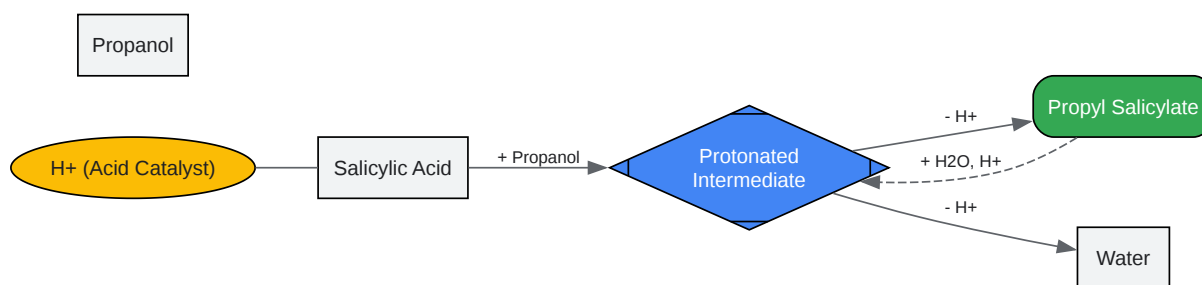 Propanol
H+ (Acid Catalyst)
Salicylic Acid
+ Propanol
Protonated
Intermediate
- H+
Propyl Salicylate
+ H2O, H+
- H+
Water